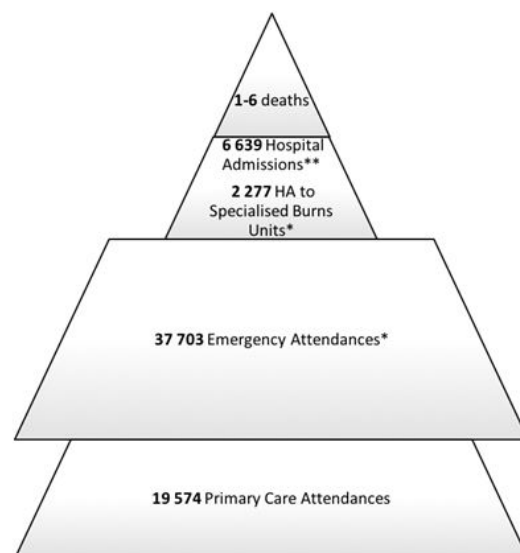 1-6 deaths
6 639 Hospital
Admissions**
2 277 HA to
Specialised Burns
Units*
37 703 Emergency Attendances*
19 574 Primary Care Attendances